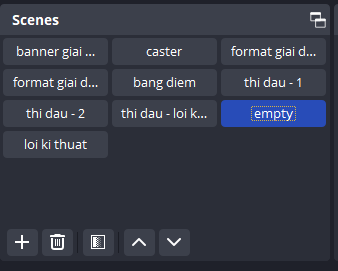 Scenes
banner giai ...
caster
format giai d...
format giai d...
bang diem
thi dau - 1
thi dau - 2
thi dau - loi k...
empty
loi ki thuat